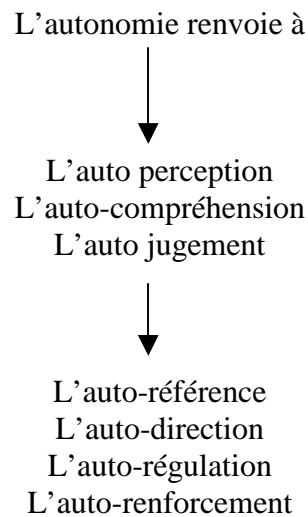 L’autonomie renvoie à
L’auto perception
L’auto-compréhension
L’auto jugement
L’auto-référence
L’auto-direction
L’auto-régulation
L’auto-renforcement